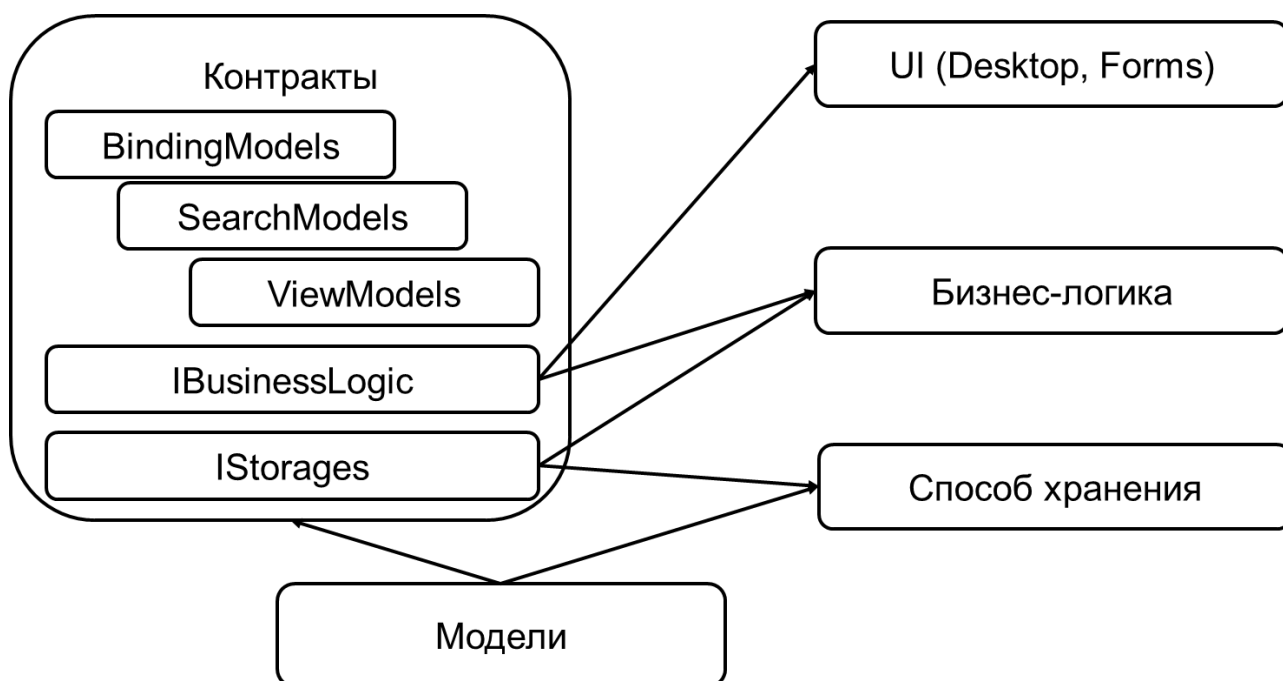 Контракты
BindingModels
SearchModels
ViewModels
IBusinessLogic
IStorages
Модели
UI (Desktop, Forms)
Бизнес-логика
Способ хранения